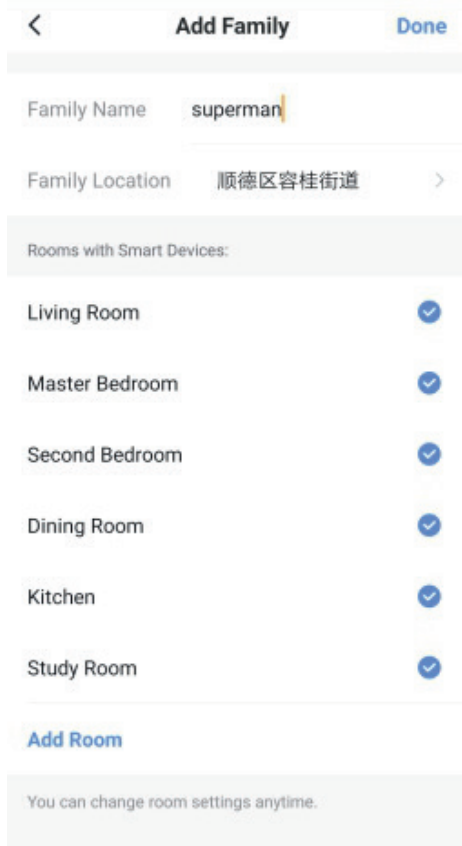 Add Family Done
Family Name superman
Family Location 顺德区容桂街道
Rooms with Smart Devices:
Living Room
Master Bedroom
Second Bedroom
Dining Room
Kitchen
Study Room
Add Room
You can change room settings anytime.